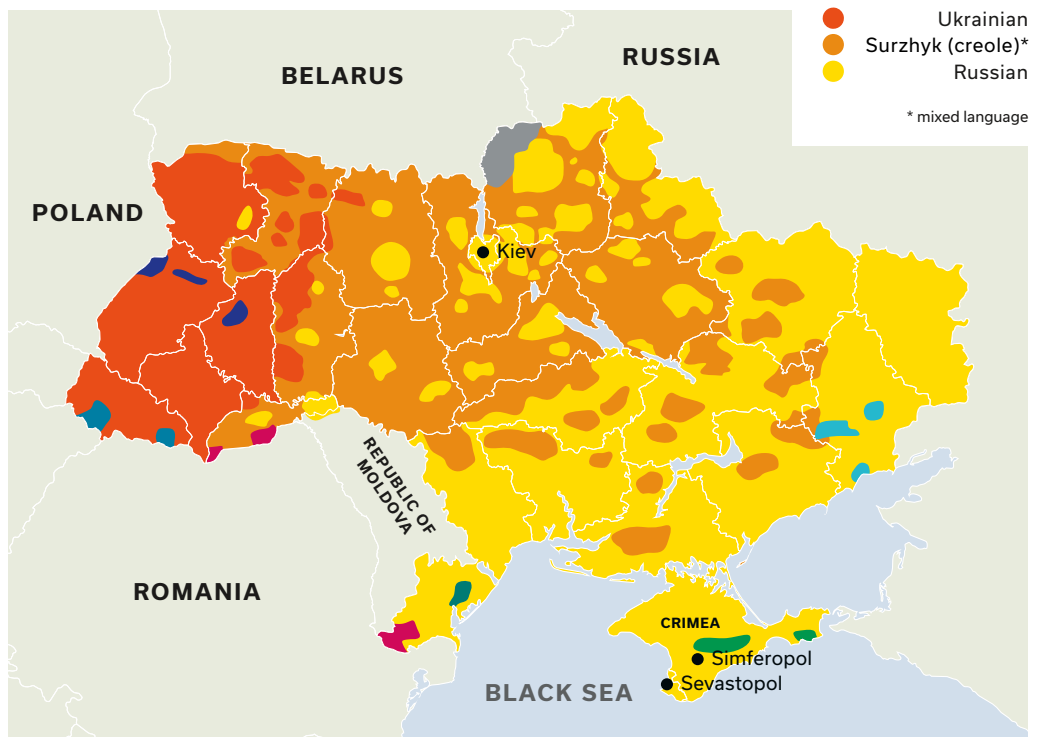 Ukrainian
Surzhyk (creole)*
Russian
* mixed language
RUSSIA
BELARUS
POLAND
Kiev
REPUBLIC OF
MOLDOVA
ROMANIA
CRIMEA
Simferopol
Sevastopol
BLACK SEA